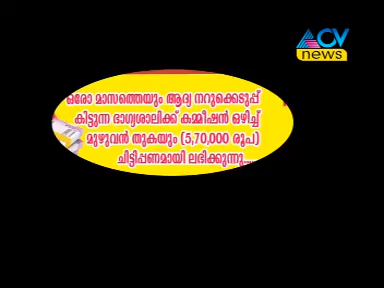 ACV
news
ഒരോ മാസത്തെയും ആദ്യ നറുക്കെടുപ്പ്
കിട്ടുന്ന ഭാഗ്യശാലിക്ക് കമ്മീഷൻ ഒഴിച്ച്
മുഴുവൻ തുകയും (5,70,000 രൂപ)
ചിട്ടിപ്പണമായി ലഭിക്കുന്നു.....